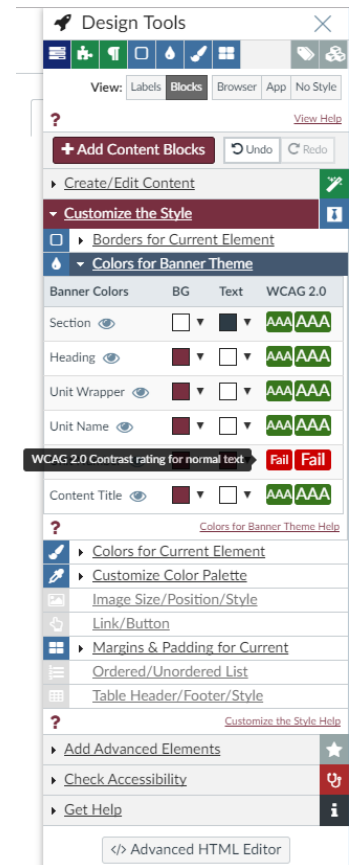 Design Tools
View: Labels Blocks Browser App No Style
? View Help
+ Add Content Blocks Undo Redo
Create/Edit Content
Customize the Style
Borders for Current Element
Colors for Banner Theme
Banner Colors BG Text WCAG 2.0
Section AAA AAA
Heading AAA AAA
Unit Wrapper AAA AAA
Unit Name AAA AAA
WCAG 2.0 Contrast rating for normal text Fail Fail
Content Title AAA AAA
? Colors for Banner Theme Help
Colors for Current Element
Customize Color Palette
Image Size/Position/Style
Link/Button
Margins & Padding for Current
Ordered/Unordered List
Table Header/Footer/Style
? Customize the Style Help
Add Advanced Elements
Check Accessibility
Get Help
</> Advanced HTML Editor